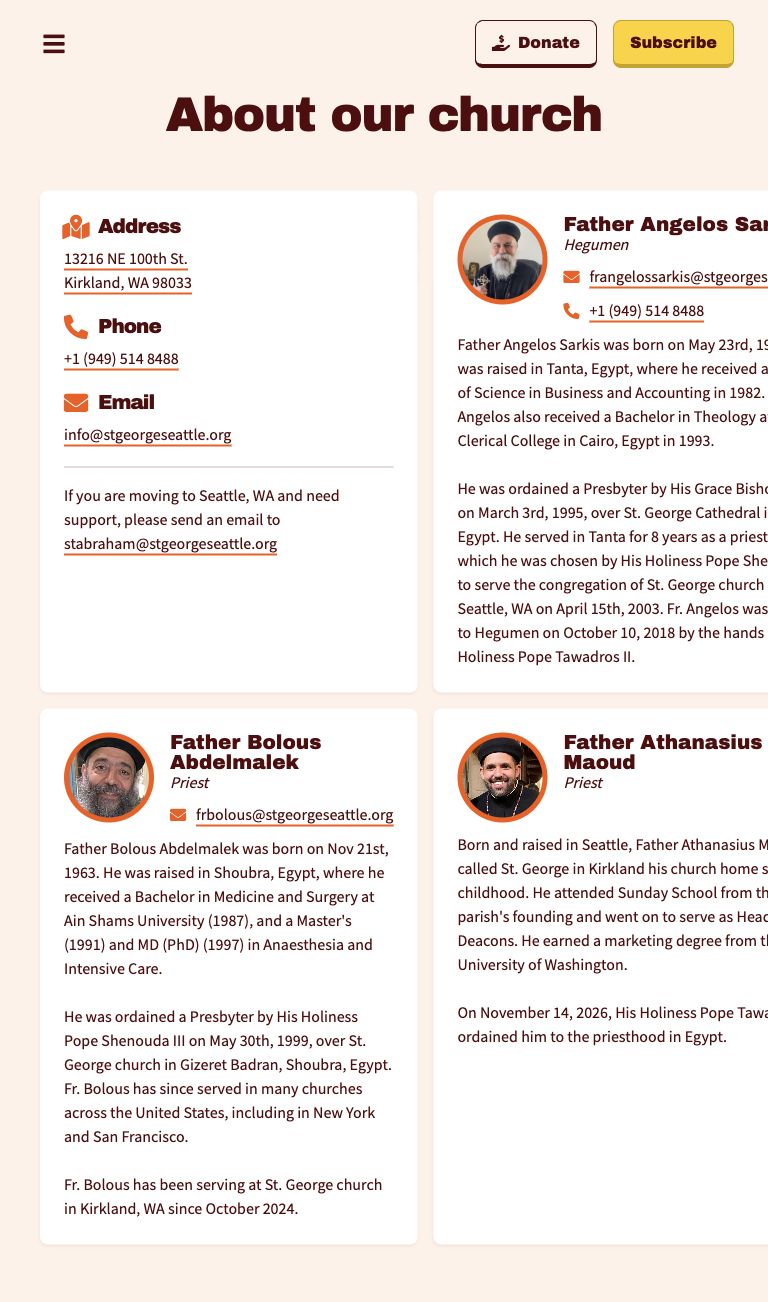 Donate
Subscribe
About our church
Address
13216 NE 100th St.
Kirkland, WA 98033
Phone
+1 (949) 514 8488
Email
info@stgeorgeseattle.org
If you are moving to Seattle, WA and need
support, please send an email to
stabraham@stgeorgeseattle.org
Father Angelos
Hegumen
+1 (949) 514 8488
Father Angelos Sarkis was born on May 23rd,
was raised in Tanta, Egypt, where he received a
of Science in Business and Accounting in 1982.
Angelos also received a Bachelor in Theology
Clerical College in Cairo, Egypt in 1993.
He was ordained a Presbyter by His Grace
on March 3rd, 1995, over St. George Cathedral
Egypt. He served in Tanta for 8 years as a priest
which he was chosen by His Holiness Pope
to serve the congregation of St. George church
Seattle, WA on April 15th, 2003. Fr. Angelos was
to Hegumen on October 10, 2018 by the hands
Holiness Pope Tawadros II.
Father Bolous
Abdelmalek
Priest
frbolous@stgeorgeseattle.org
Father Bolous Abdelmalek was born on Nov 21st,
1963. He was raised in Shoubra, Egypt, where he
received a Bachelor in Medicine and Surgery at
Ain Shams University (1987), and a Master's
(1991) and MD (PhD) (1997) in Anaesthesia and
Intensive Care.
He was ordained a Presbyter by His Holiness
Pope Shenouda III on May 30th, 1999, over St.
George church in Gizeret Badran, Shoubra, Egypt.
Fr. Bolous has since served in many churches
across the United States, including in New York
and San Francisco.
Fr. Bolous has been serving at St. George church
in Kirkland, WA since October 2024.
Father Athanasius
Maoud
Priest
Born and raised in Seattle, Father Athanasius
called St. George in Kirkland his church home
childhood. He attended Sunday School from
parish's founding and went on to serve as
Deacons. He earned a marketing degree from
University of Washington.
On November 14, 2026, His Holiness Pope
ordained him to the priesthood in Egypt.